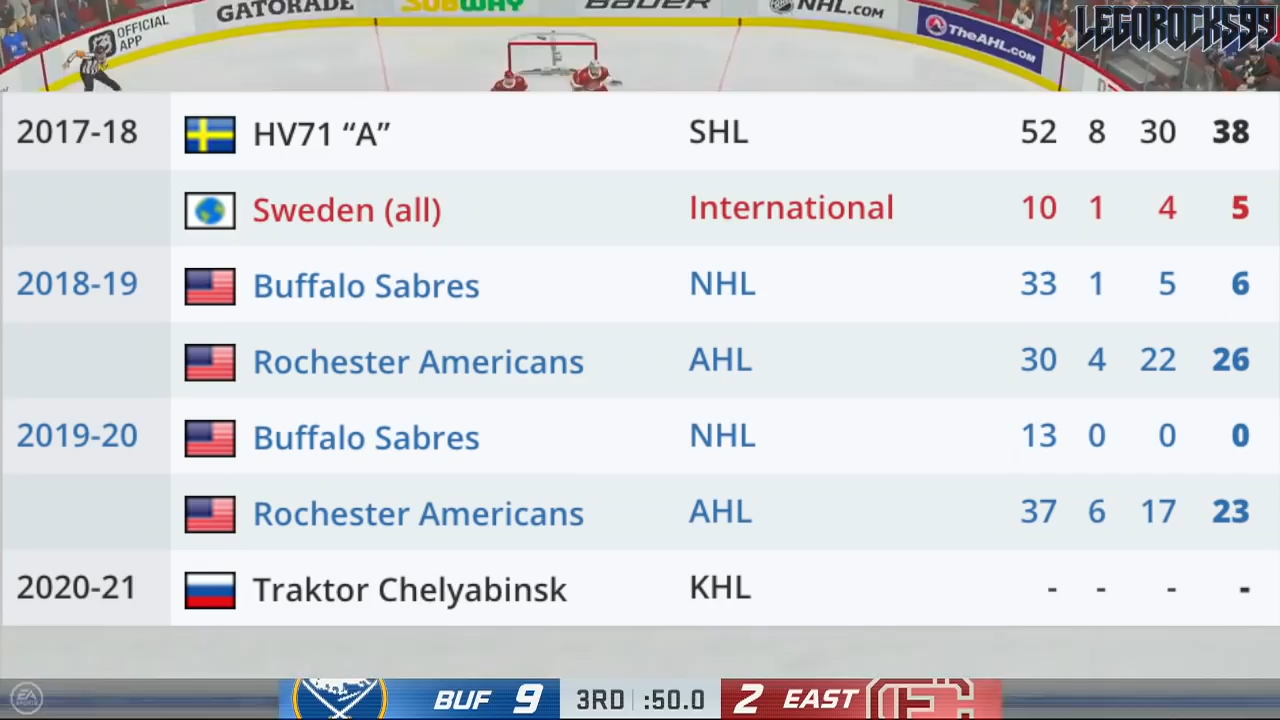 GATORADE SUBWAY BAUER NHL.COM
OFFICIAL
APP
TheAHL.com
LEGOROCKS99
2017-18 HV71 “A” SHL 52 8 30 38
Sweden (all) International 10 1 4 5
2018-19 Buffalo Sabres NHL 33 1 5 6
Rochester Americans AHL 30 4 22 26
2019-20 Buffalo Sabres NHL 13 0 0 0
Rochester Americans AHL 37 6 17 23
2020-21 Traktor Chelyabinsk KHL - - - -
EA SPORTS BUF 9 3RD :50.0 2 EAST